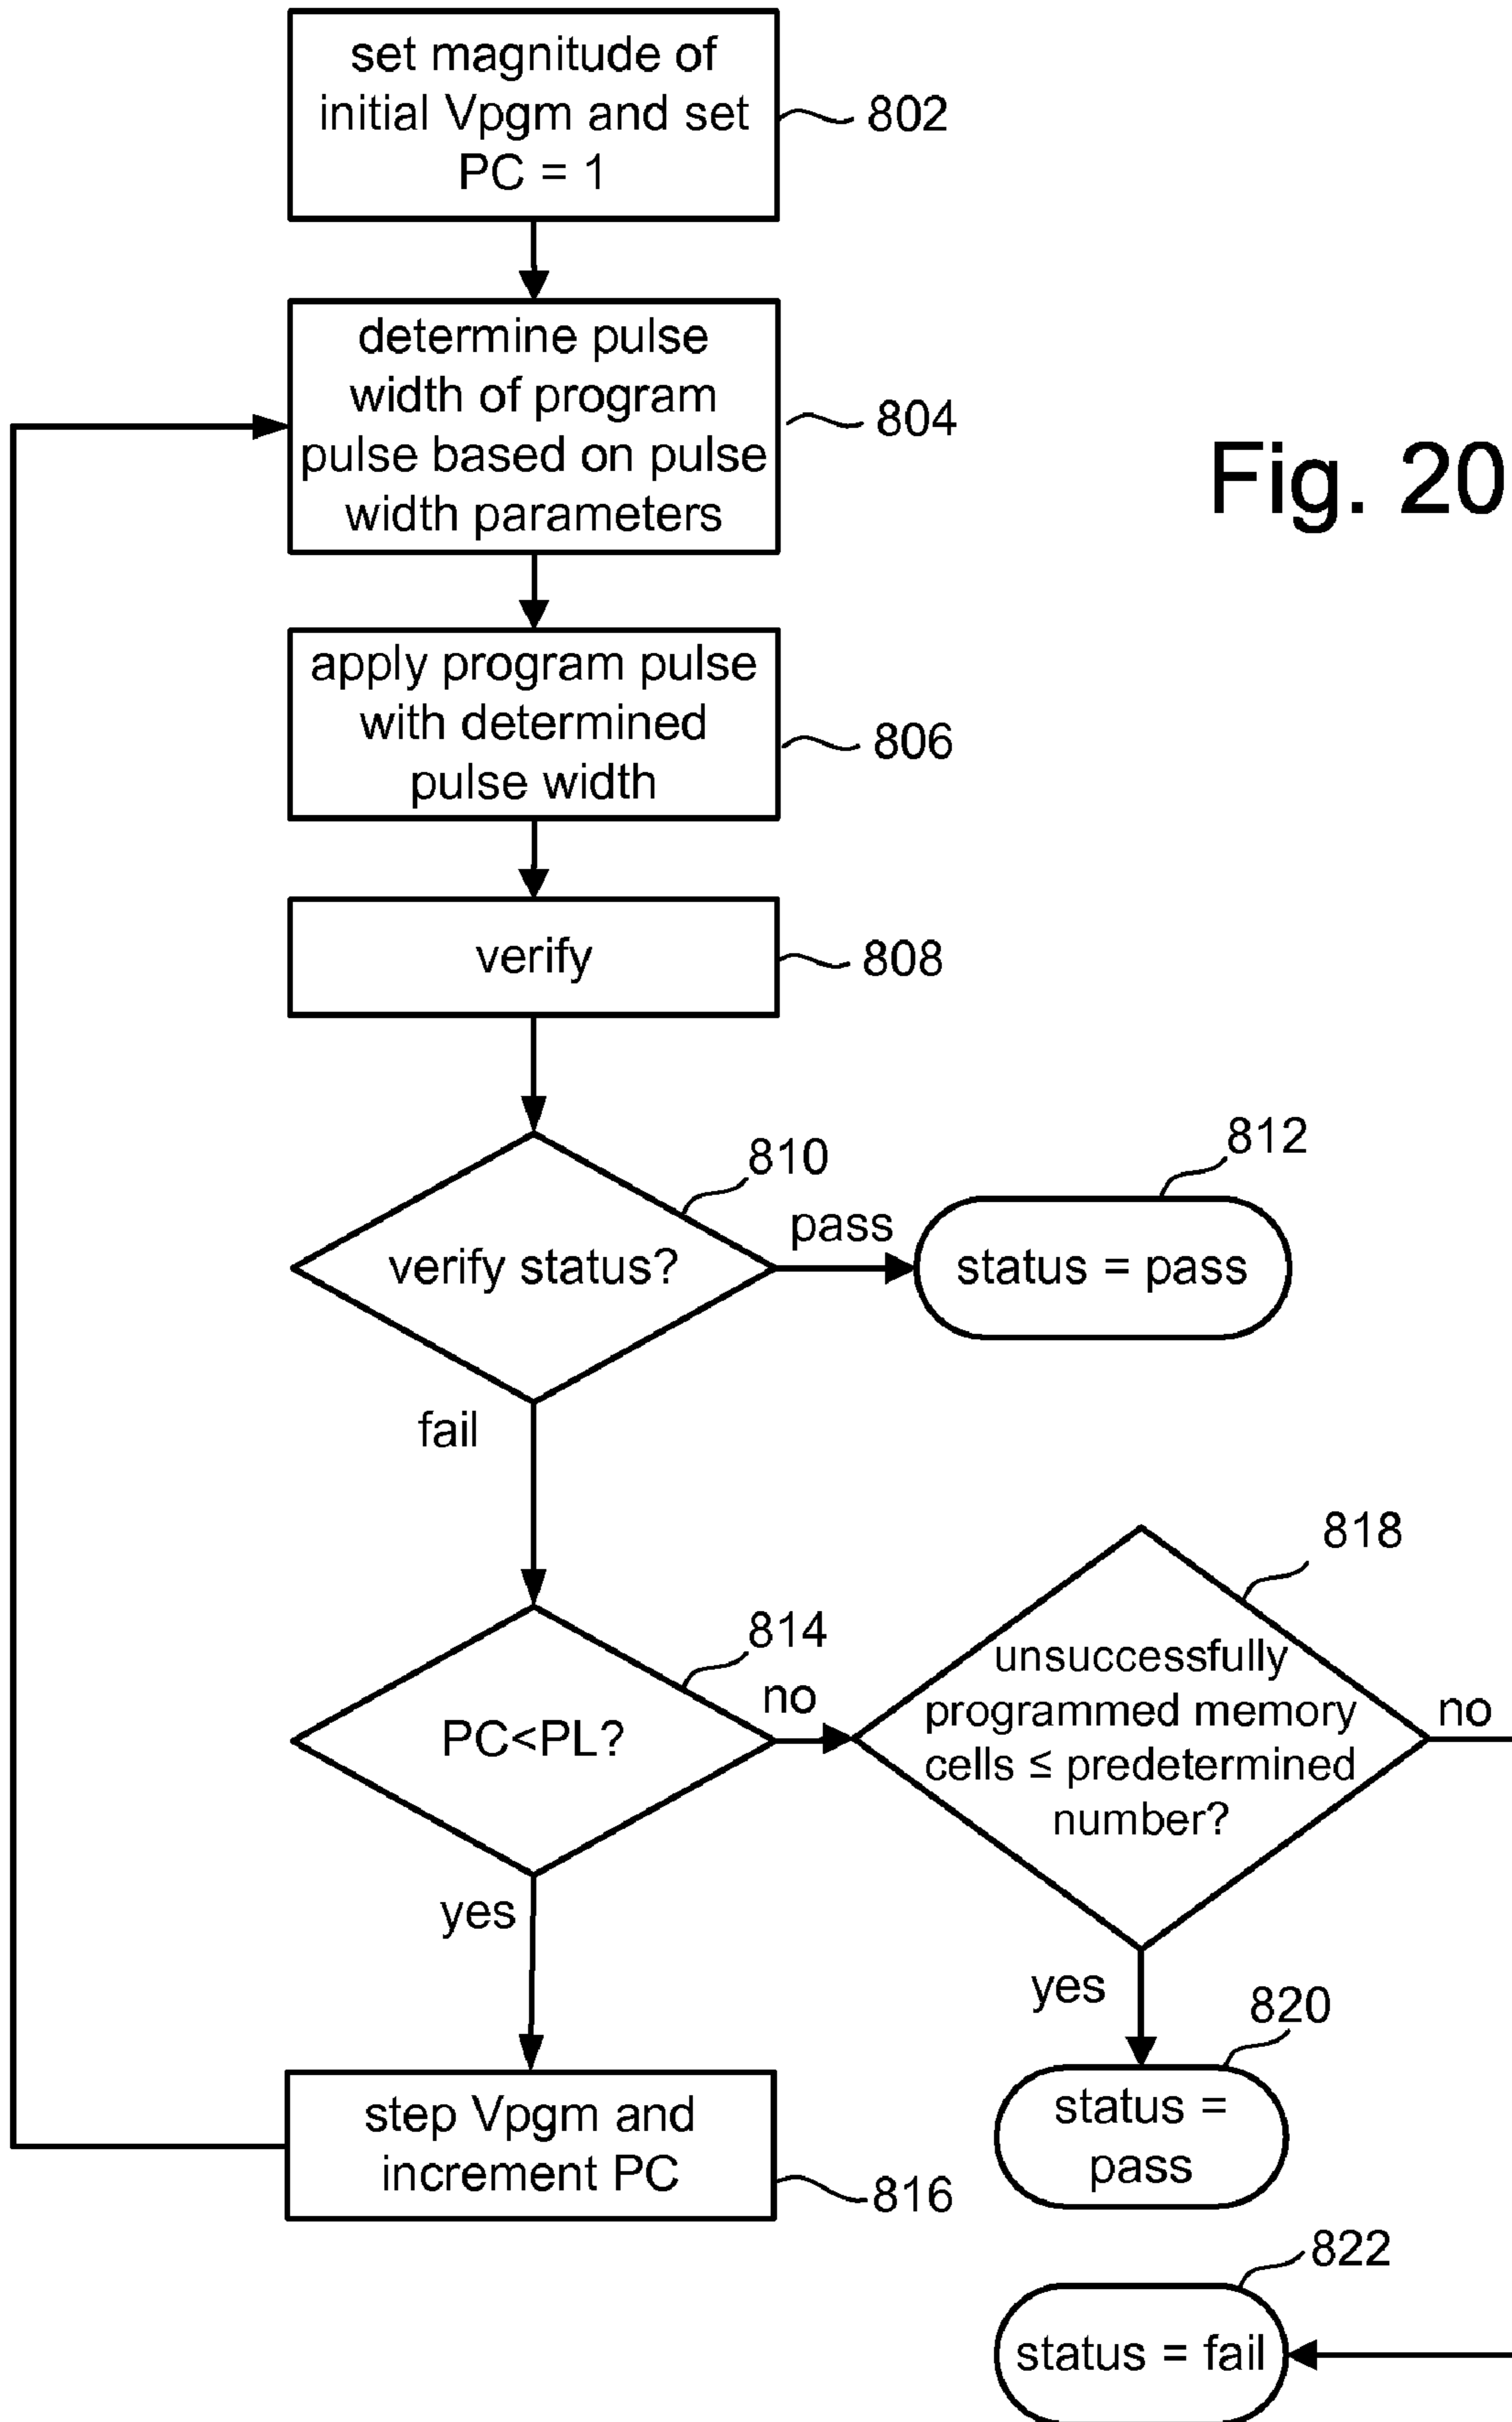 set magnitude of
initial Vpgm and set
PC = 1
802
determine pulse
width of program
pulse based on pulse
width parameters
804
Fig. 20
apply program pulse
with determined
pulse width
806
verify
808
810
verify status?
pass
812
status = pass
fail
814
PC<PL?
no
818
unsuccessfully
programmed memory
cells ≤ predetermined
number?
no
yes
yes
820
status =
pass
step Vpgm and
increment PC
816
822
status = fail